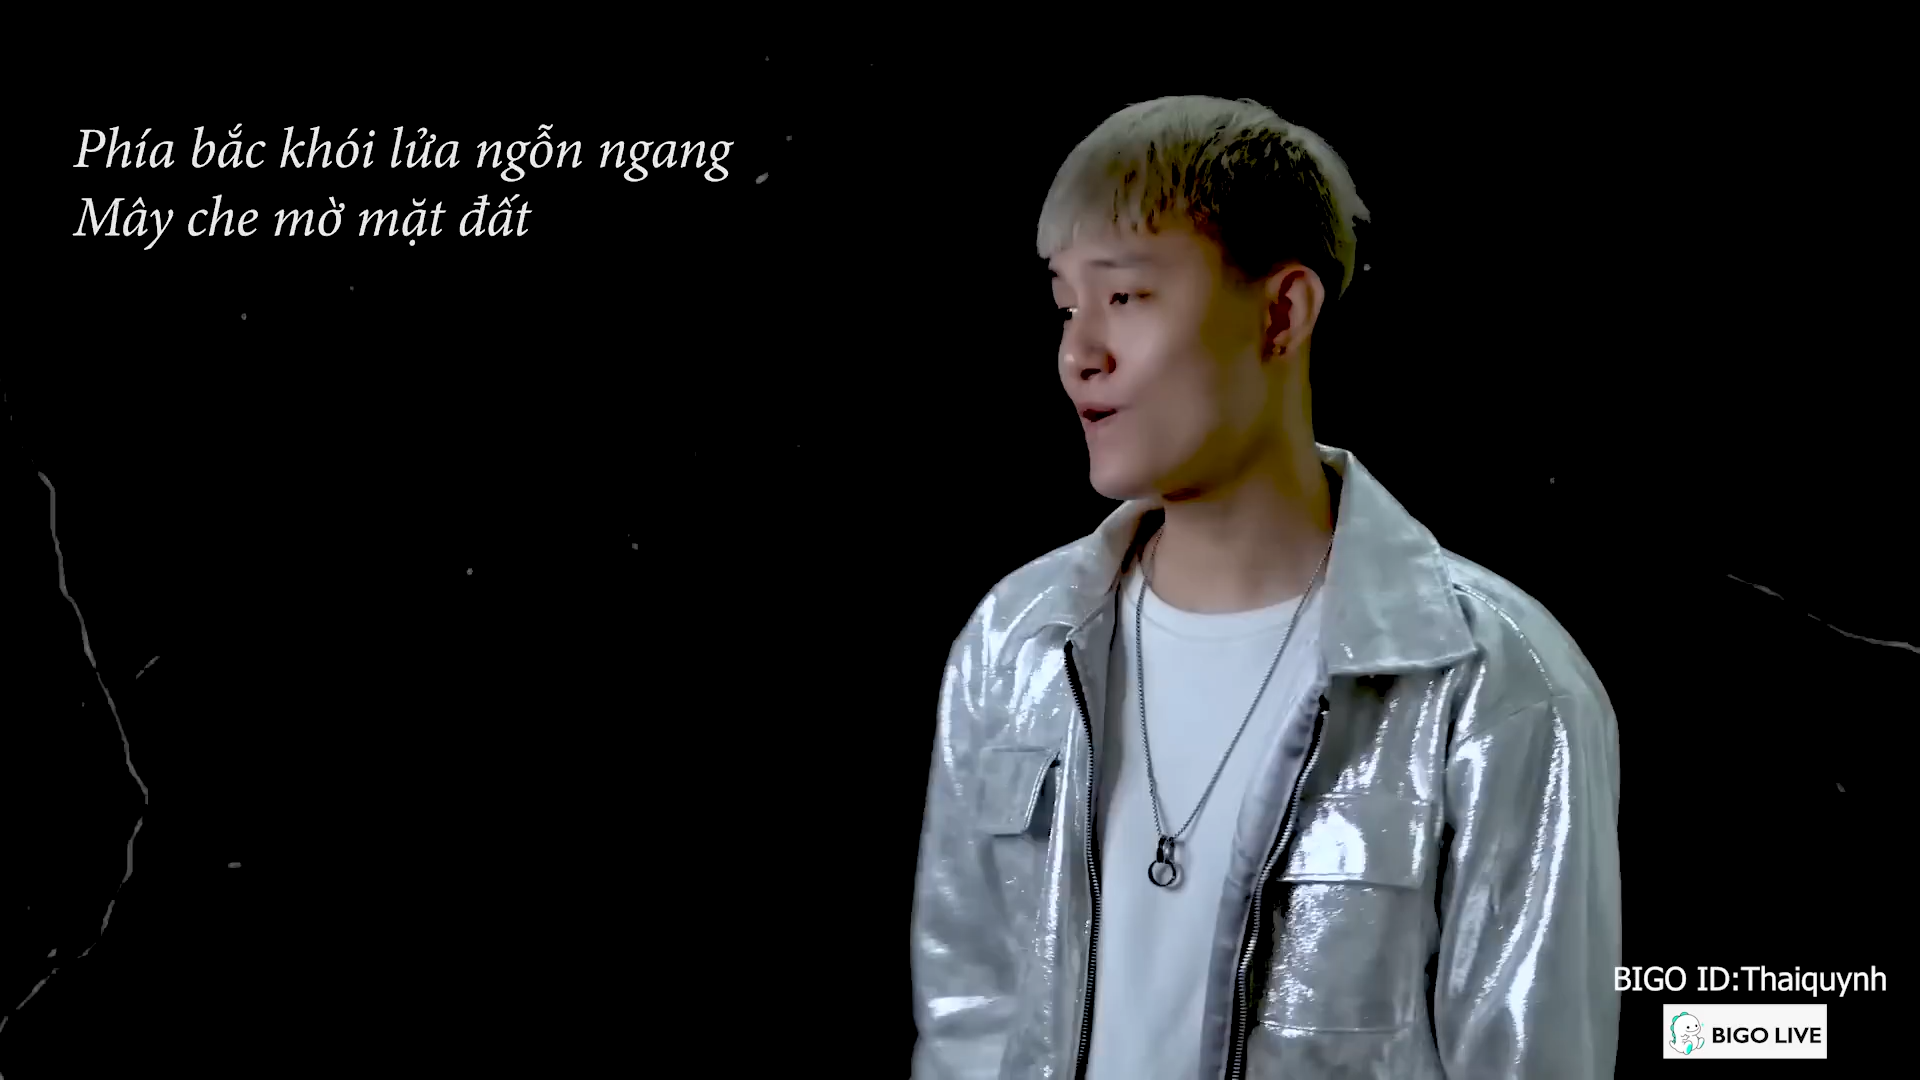 Phía bắc khói lửa ngỗn ngang
Mây che mờ mặt đất
BIGO ID:Thaiquynh
BIGO LIVE